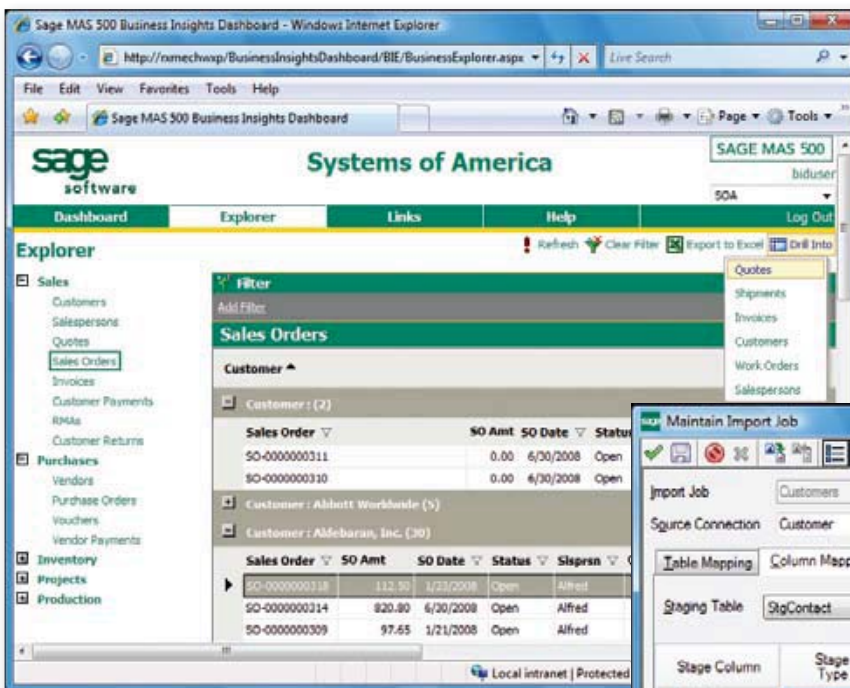 Sage MAS 500 Business Insights Dashboard - Windows Internet Explorer
http://nxmechwxp/BusinessInsightsDashboard/BIE/BusinessExplorer.aspx
Live Search
File Edit View Favorites Tools Help
Sage MAS 500 Business Insights Dashboard
Page Tools
sage
software
Systems of America
SAGE MAS 500
biduser
SOA
Dashboard Explorer Links Help Log Out
Explorer
Refresh Clear Filter Export to Excel Drill Into
Sales
Customers
Salespersons
Quotes
Sales Orders
Invoices
Customer Payments
RMAs
Customer Returns
Purchases
Vendors
Purchase Orders
Vouchers
Vendor Payments
Inventory
Projects
Production
Filter
Add Filter
Sales Orders
Customer
Customer : (2)
Sales Order SO Amt SO Date Status
SO-0000000311 0.00 6/30/2008 Open
SO-0000000310 0.00 6/30/2008 Open
Customer : Abbott Worldwide (5)
Customer : Aldebaran, Inc. (30)
Sales Order SO Amt SO Date Status Slsprsn
SO-0000000318 112.50 1/23/2008 Open Alfred
SO-0000000314 820.80 6/20/2008 Open Alfred
SO-0000000309 97.65 1/21/2008 Open Alfred
Quotes
Shipments
Invoices
Customers
Work Orders
Salespersons
Local intranet | Protected
sage Maintain Import Job
Import Job Customers
Source Connection Customer
Table Mapping Column Mapp
Staging Table StgContact
Stage Column Stage
Type